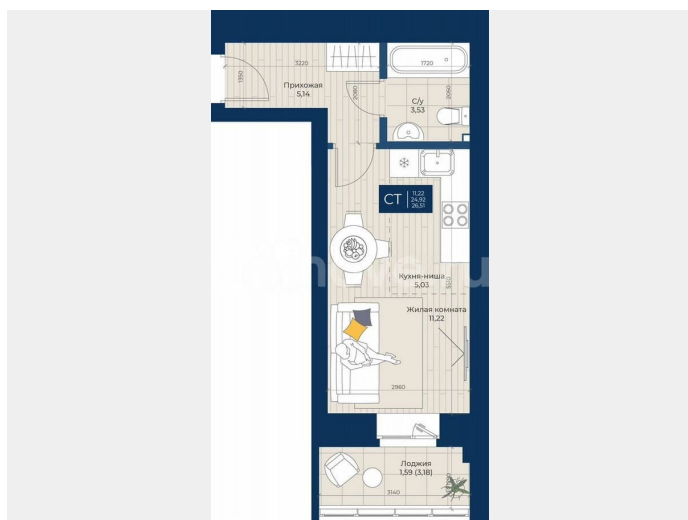 3220
1720
1350
2080
2050
Прихожая
5,14
С/у
3,53
СТ
11,22
24,92
26,51
Кухня-ниша
5,03
Жилая комната
11,22
2960
Лоджия
1,59 (3,18)
3140